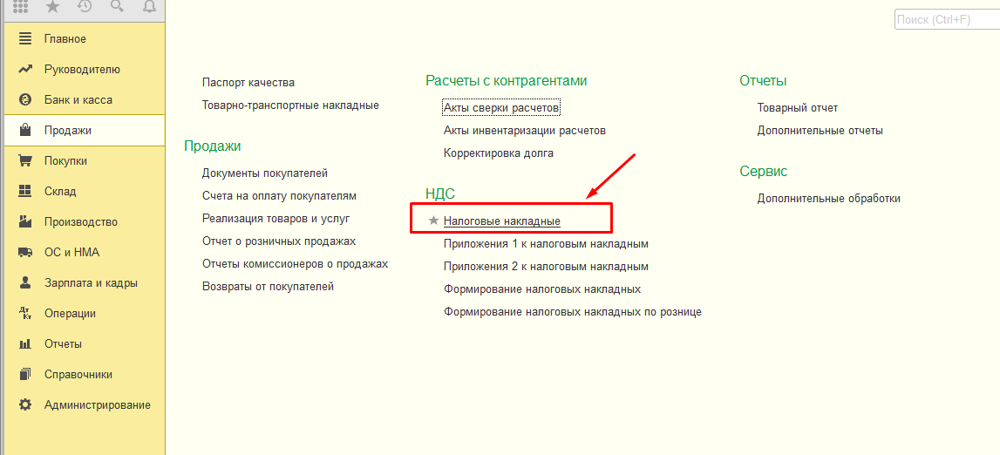 Поиск (Ctrl+F)
Главное
Руководителю
Банк и касса
Продажи
Покупки
Склад
Производство
ОС и НМА
Зарплата и кадры
Дт
Кт
Операции
Отчеты
Справочники
Администрирование
Паспорт качества
Товарно-транспортные накладные
Продажи
Документы покупателей
Счета на оплату покупателям
Реализация товаров и услуг
Отчет о розничных продажах
Отчеты комиссионеров о продажах
Возвраты от покупателей
Расчеты с контрагентами
Акты сверки расчетов
Акты инвентаризации расчетов
Корректировка долга
НДС
Налоговые накладные
Приложения 1 к налоговым накладным
Приложения 2 к налоговым накладным
Формирование налоговых накладных
Формирование налоговых накладных по рознице
Отчеты
Товарный отчет
Дополнительные отчеты
Сервис
Дополнительные обработки